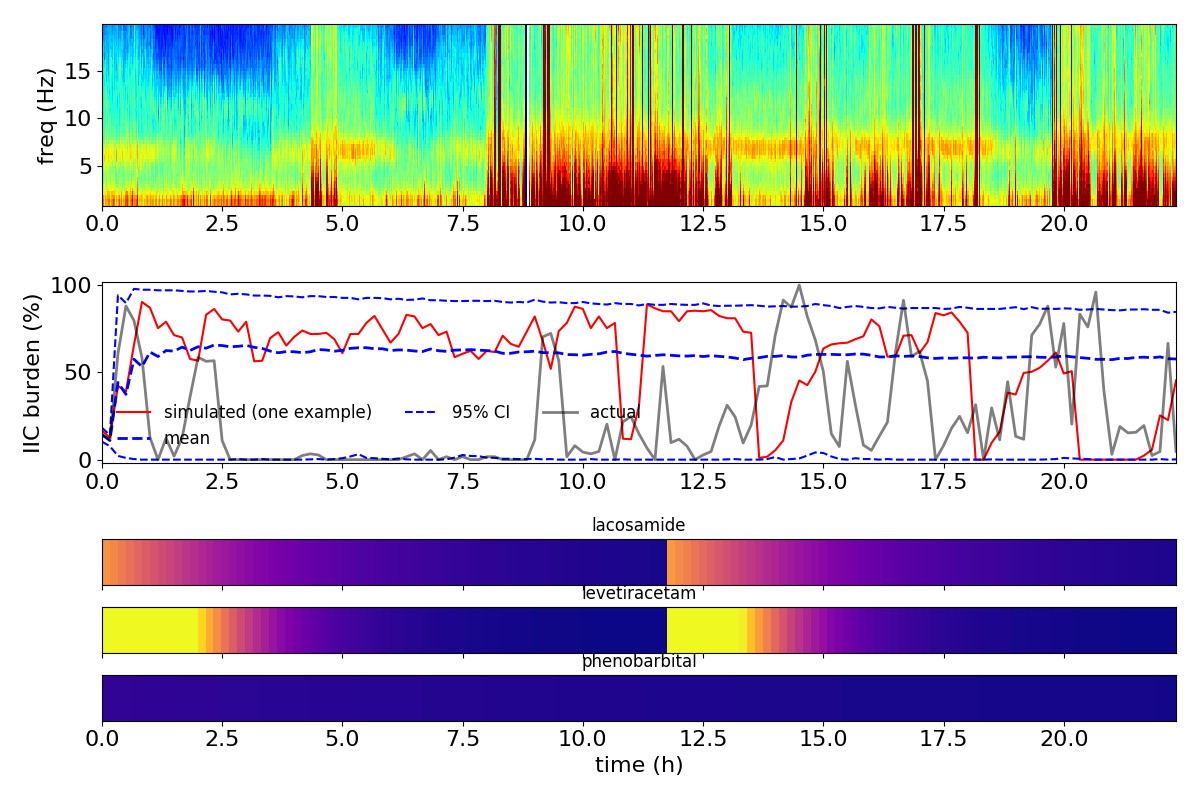 freq (Hz)
15
10
5
0.0 2.5 5.0 7.5 10.0 12.5 15.0 17.5 20.0
IIC burden (%)
100
50
0
simulated (one example) 95% CI actual
mean
0.0 2.5 5.0 7.5 10.0 12.5 15.0 17.5 20.0
lacosamide
levetiracetam
phenobarbital
0.0 2.5 5.0 7.5 10.0 12.5 15.0 17.5 20.0
time (h)